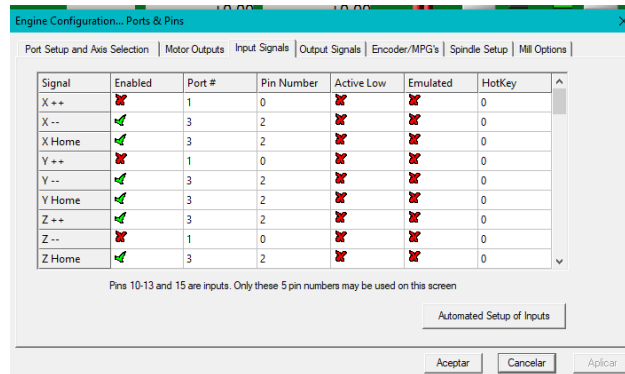 Engine Configuration... Ports & Pins
Port Setup and Axis Selection Motor Outputs Input Signals Output Signals Encoder/MPG's Spindle Setup Mill Options
Signal Enabled Port # Pin Number Active Low Emulated HotKey
X ++ 1 0 0
X -- 3 2 0
X Home 3 2 0
Y ++ 1 0 0
Y -- 3 2 0
Y Home 3 2 0
Z ++ 3 2 0
Z -- 1 0 0
Z Home 3 2 0
Pins 10-13 and 15 are inputs. Only these 5 pin numbers may be used on this screen
Automated Setup of Inputs
Aceptar Cancelar Aplicar